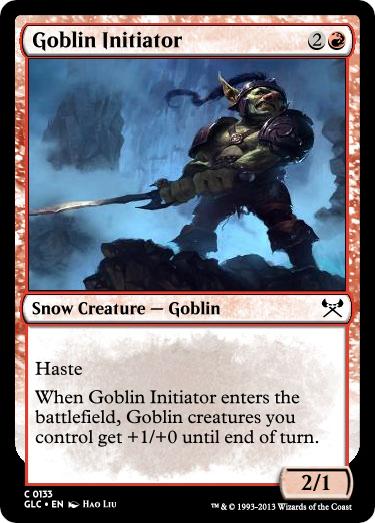 Goblin Initiator 2
Snow Creature — Goblin
Haste
When Goblin Initiator enters the
battlefield, Goblin creatures you
control get +1/+0 until end of turn.
2/1
C 0133
GLC • EN Hao Liu
™ & © 1993-2013 Wizards of the Coast